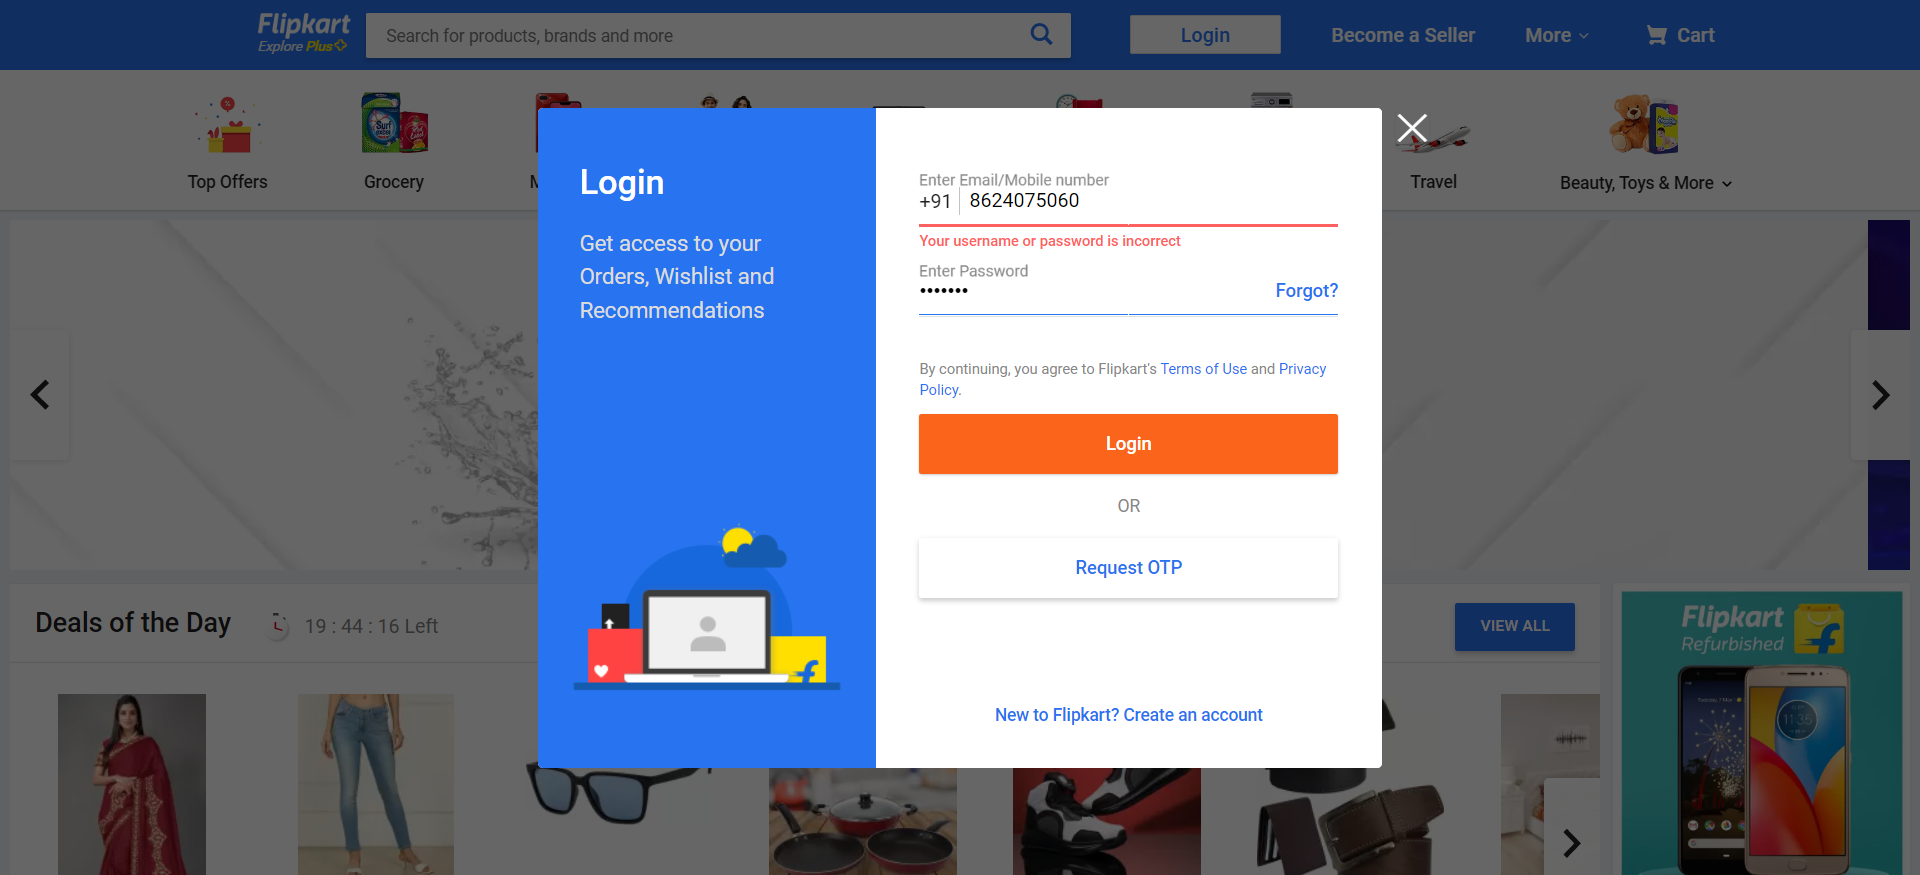 Flipkart
Explore Plus
Search for products, brands and more
Login
Become a Seller
More
Cart
Top Offers
Grocery
Travel
Beauty, Toys & More
Login
Get access to your
Orders, Wishlist and
Recommendations
Enter Email/Mobile number
+91 8624075060
Your username or password is incorrect
Enter Password
•••••••
Forgot?
By continuing, you agree to Flipkart's Terms of Use and Privacy
Policy.
Login
OR
Request OTP
New to Flipkart? Create an account
Deals of the Day
19 : 44 : 16 Left
VIEW ALL
Flipkart
Refurbished
Surf
excel
11:35